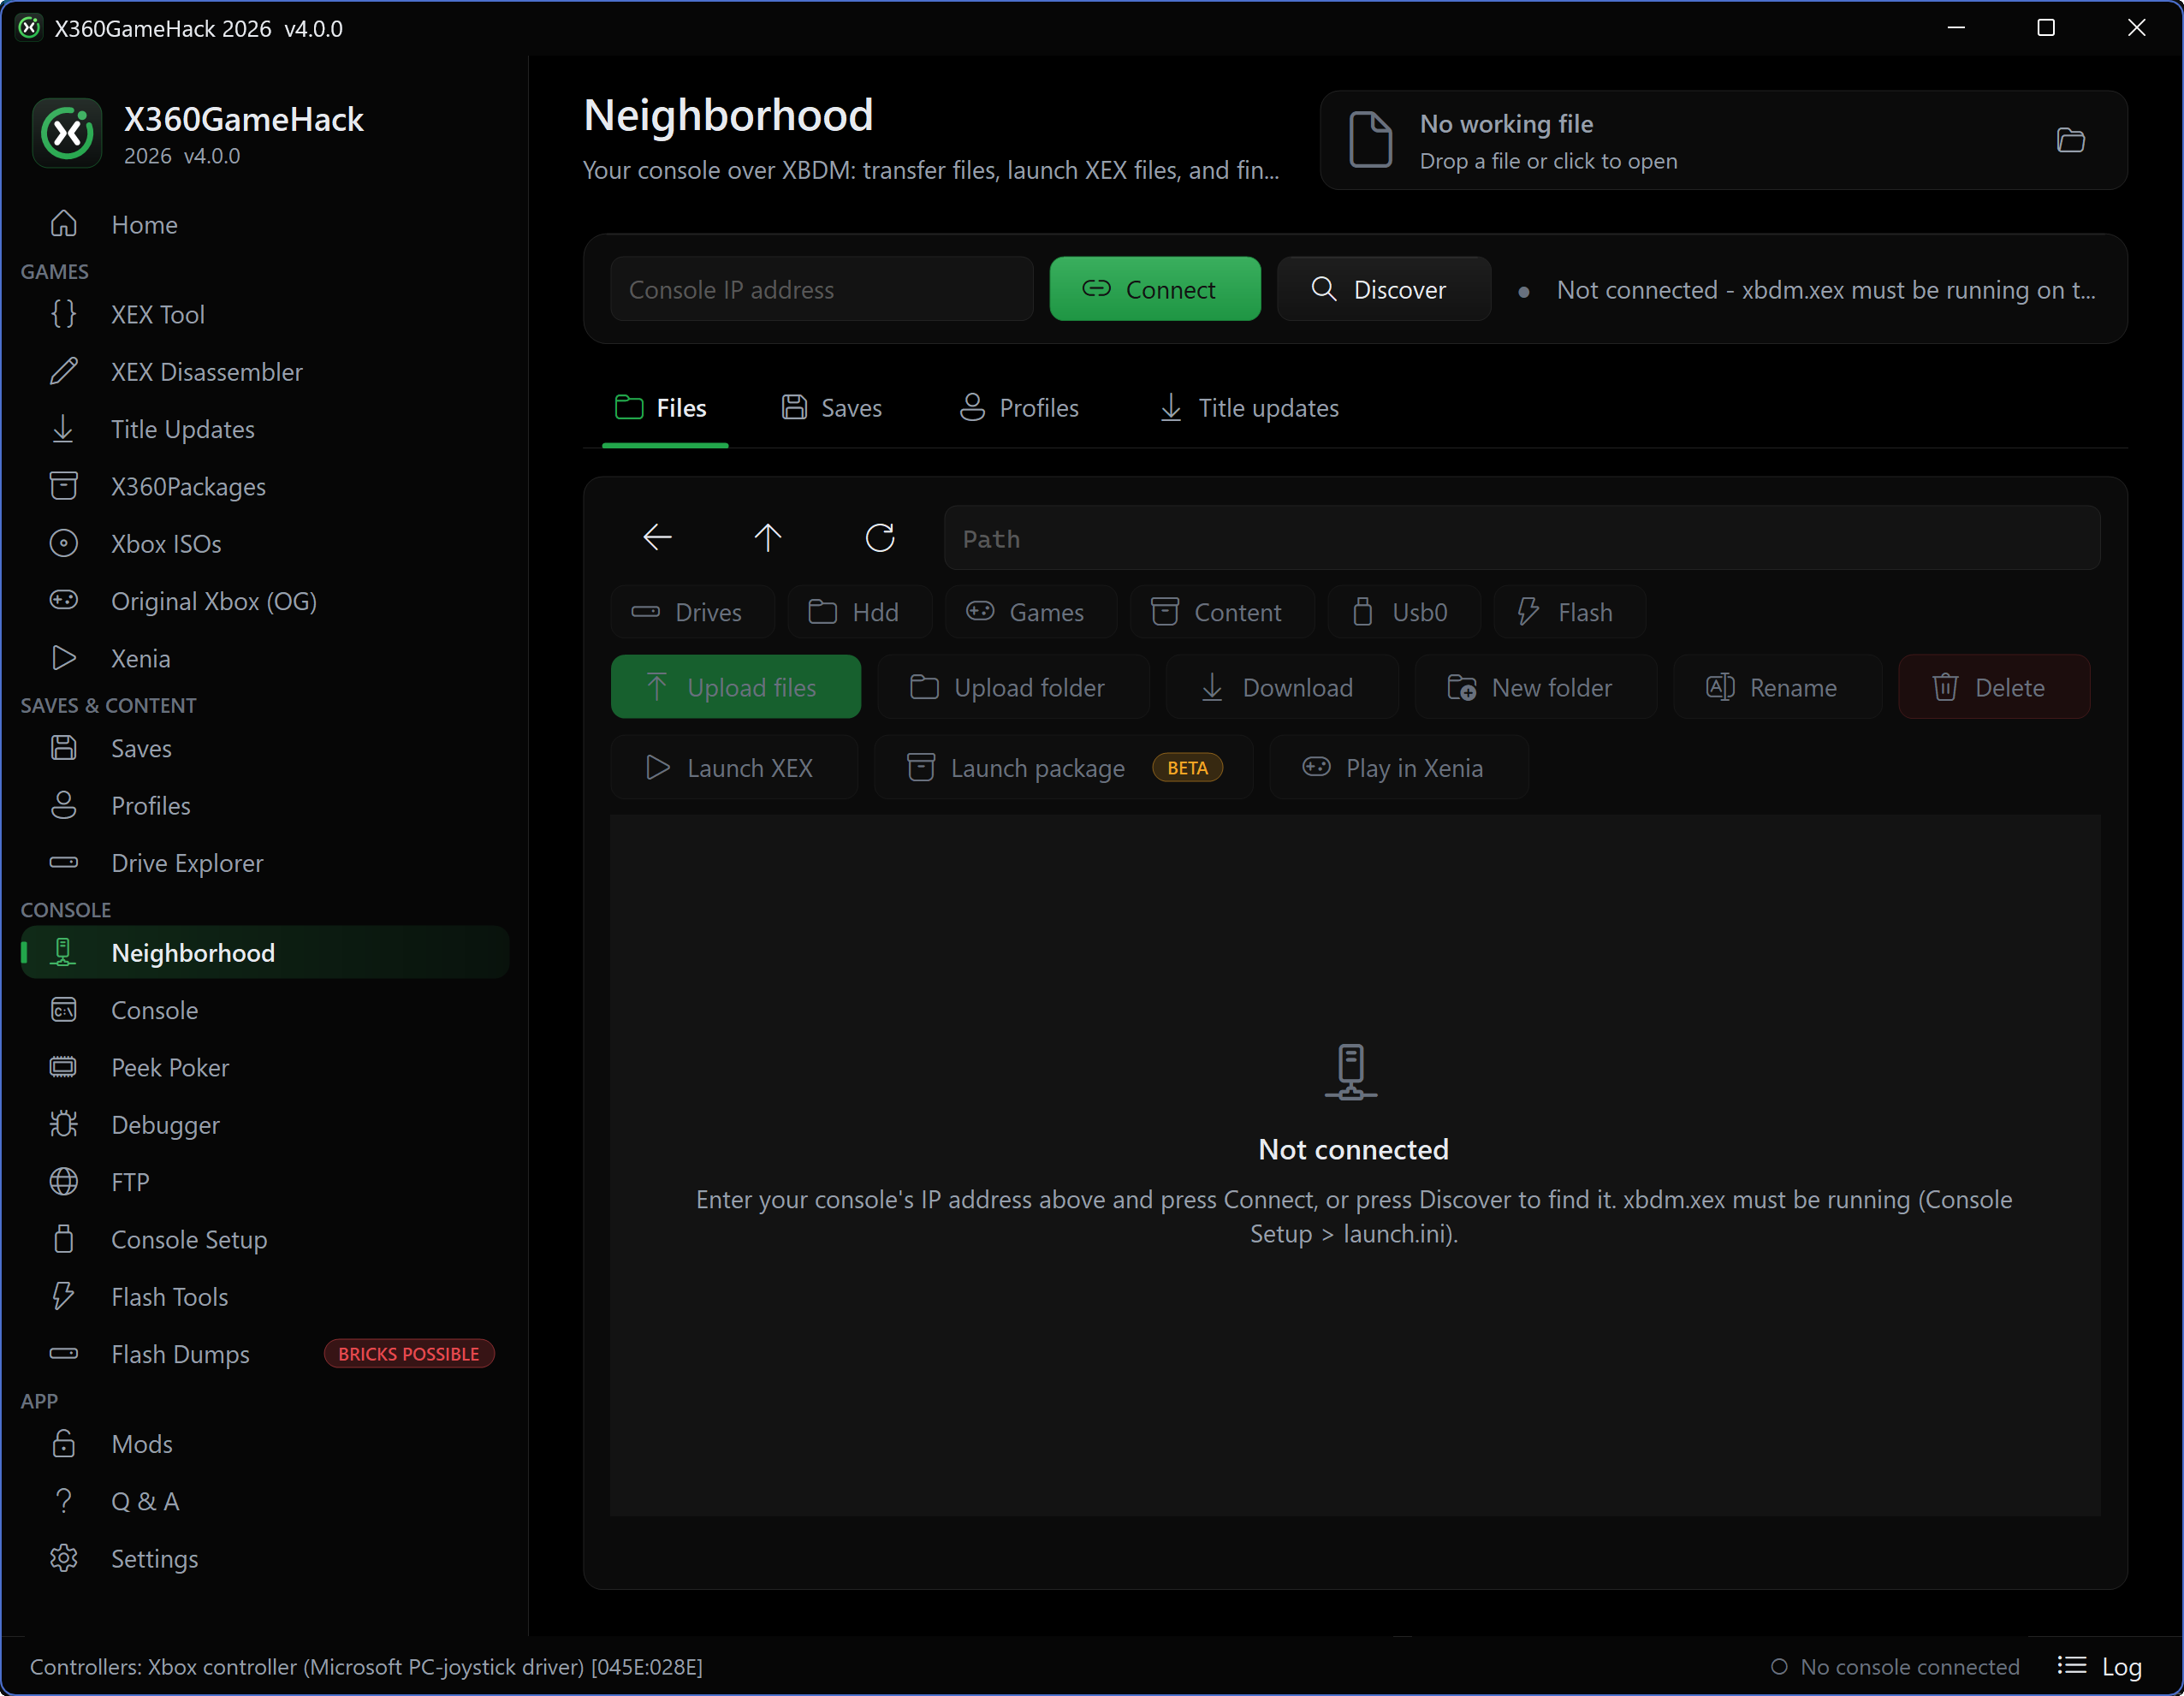 X360GameHack 2026 v4.0.0
X360GameHack
2026 v4.0.0
Home
GAMES
XEX Tool
XEX Disassembler
Title Updates
X360Packages
Xbox ISOs
Original Xbox (OG)
Xenia
SAVES & CONTENT
Saves
Profiles
Drive Explorer
CONSOLE
Neighborhood
Console
Peek Poker
Debugger
FTP
Console Setup
Flash Tools
Flash Dumps BRICKS POSSIBLE
APP
Mods
Q & A
Settings
Neighborhood
Your console over XBDM: transfer files, launch XEX files, and fin...
No working file
Drop a file or click to open
Console IP address Connect Discover Not connected - xbdm.xex must be running on t...
Files Saves Profiles Title updates
Path
Drives Hdd Games Content Usb0 Flash
Upload files Upload folder Download New folder Rename Delete
Launch XEX Launch package BETA Play in Xenia
Not connected
Enter your console's IP address above and press Connect, or press Discover to find it. xbdm.xex must be running (Console
Setup > launch.ini).
Controllers: Xbox controller (Microsoft PC-joystick driver) [045E:028E] No console connected Log